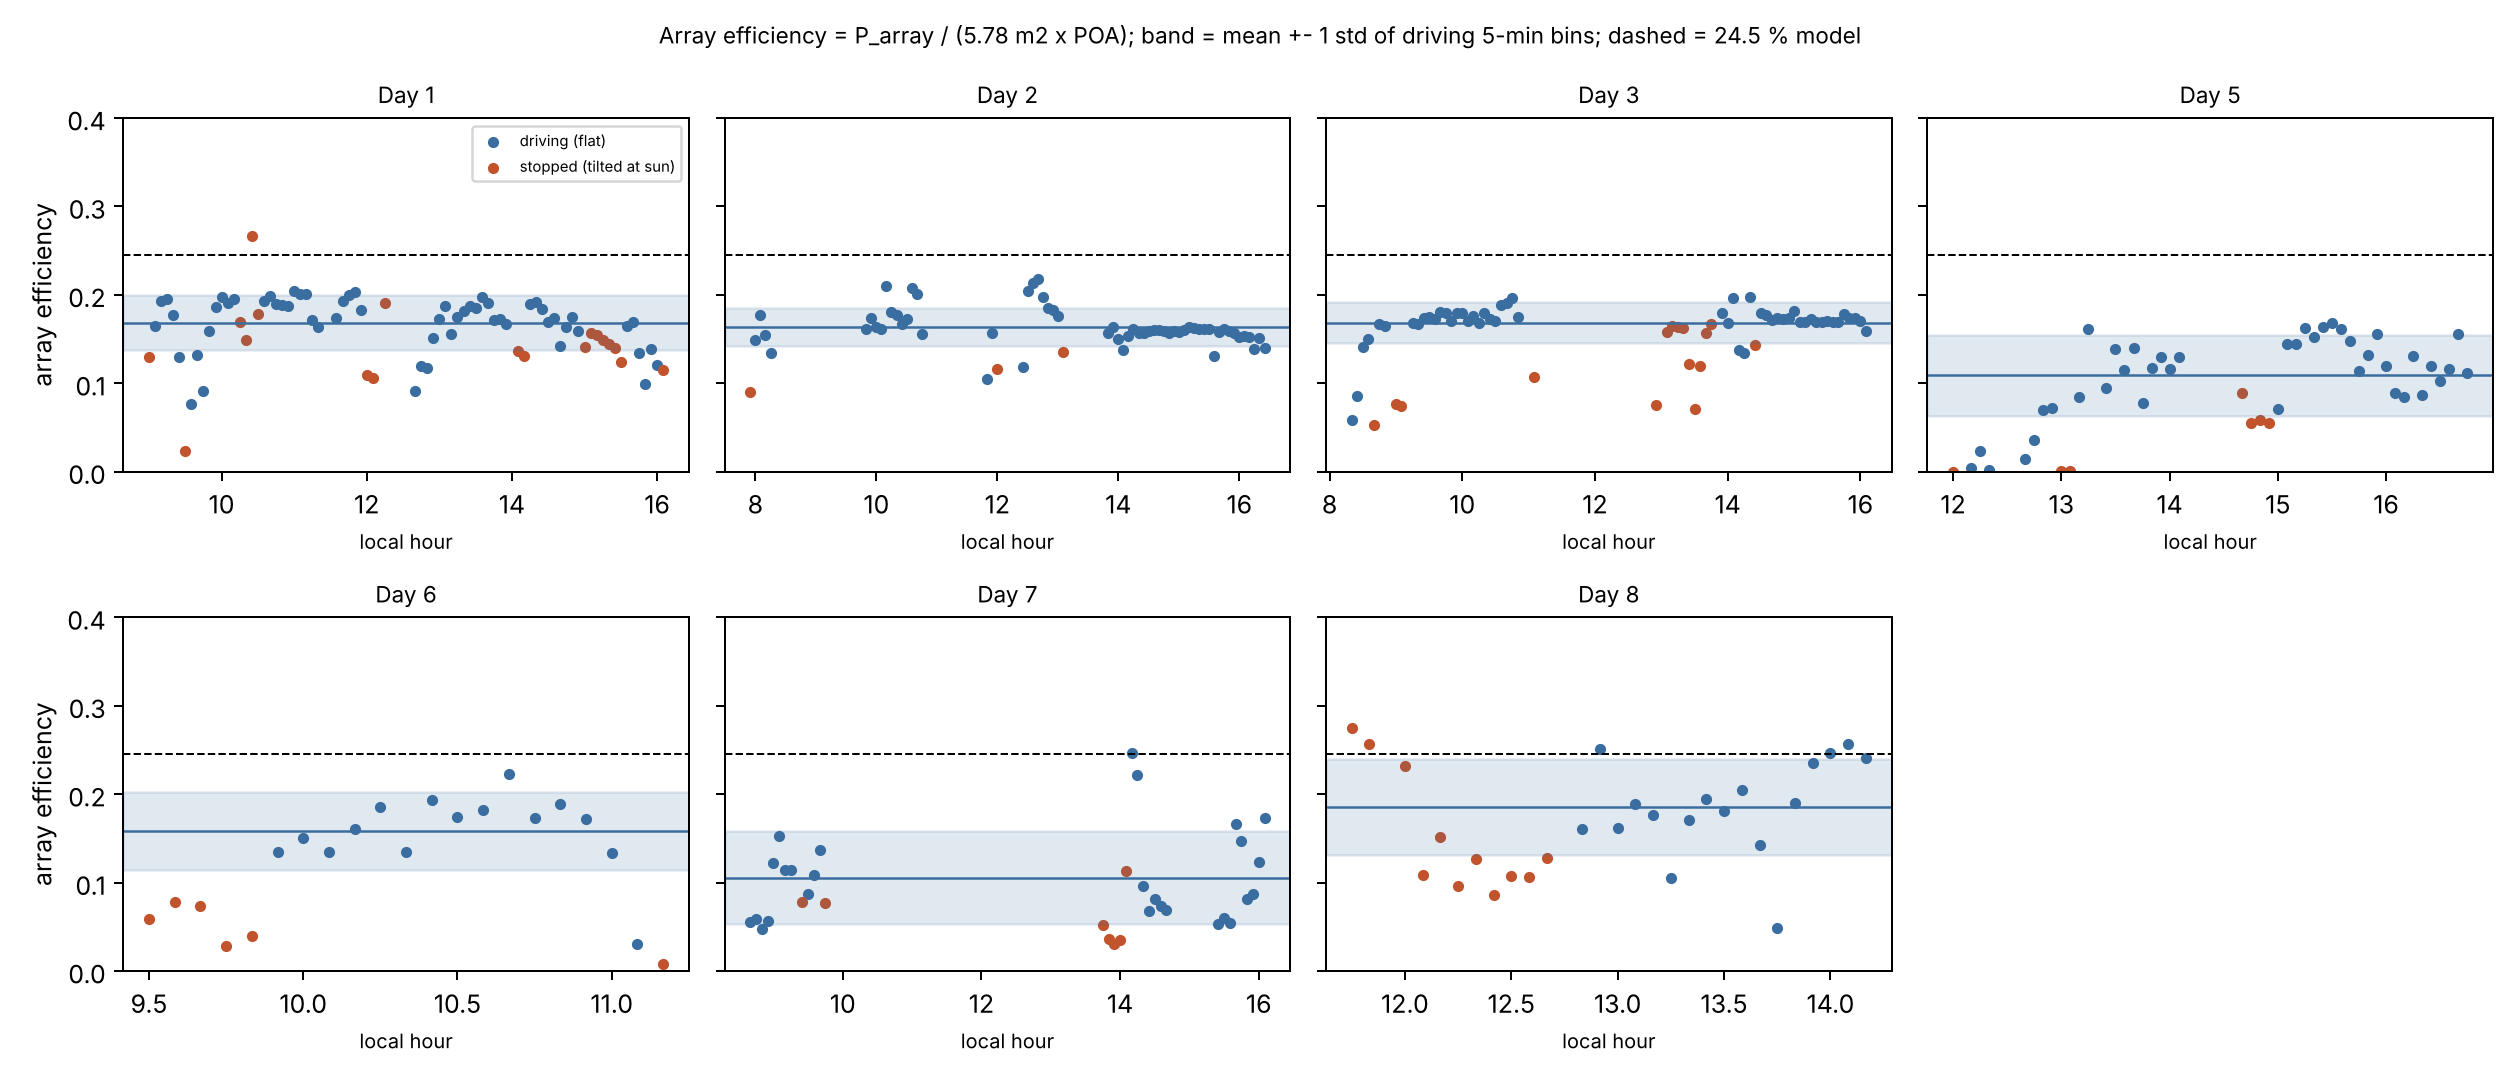 Array efficiency = P_array / (5.78 m2 x POA); band = mean +- 1 std of driving 5-min bins; dashed = 24.5 % model
Day 1
Day 2
Day 3
Day 5
array efficiency
0.4
0.3
0.2
0.1
0.0
driving (flat)
stopped (tilted at sun)
10 12 14 16
8 10 12 14 16
8 10 12 14 16
12 13 14 15 16
local hour
local hour
local hour
local hour
Day 6
Day 7
Day 8
array efficiency
0.4
0.3
0.2
0.1
0.0
9.5 10.0 10.5 11.0
10 12 14 16
12.0 12.5 13.0 13.5 14.0
local hour
local hour
local hour